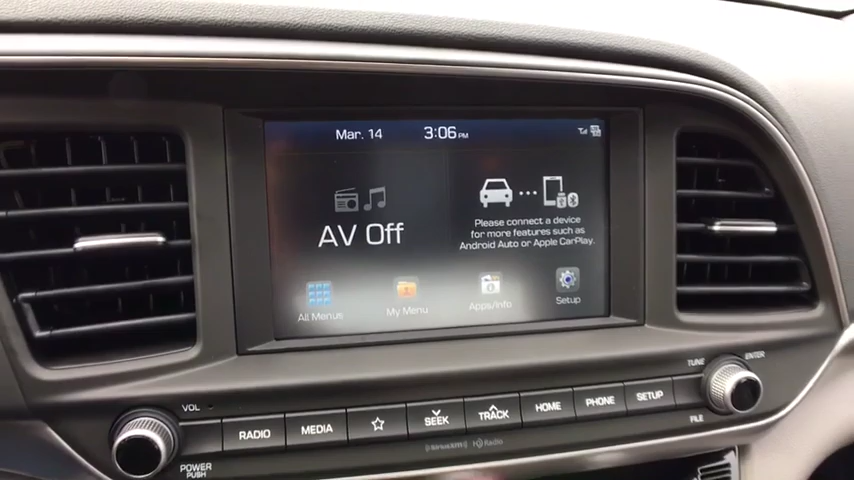 Mar. 14 3:06 PM
AV Off
Please connect a device
for more features such as
Android Auto or Apple CarPlay.
All Menus My Menu Apps/Info Setup
TUNE ENTER
VOL
RADIO MEDIA SEEK TRACK HOME PHONE SETUP
FILE
SiriusXM HD Radio
POWER
PUSH